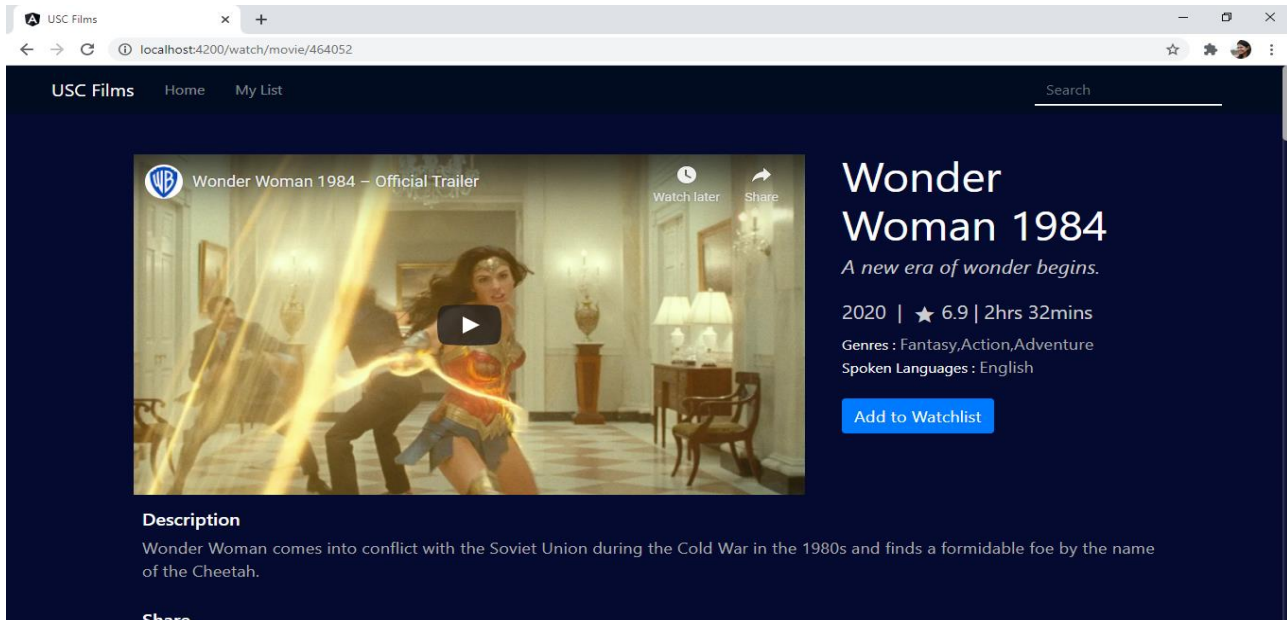 USC Films
localhost:4200/watch/movie/464052
USC Films Home My List Search
WB Wonder Woman 1984 – Official Trailer
Watch later Share
Wonder
Woman 1984
A new era of wonder begins.
2020 | ★ 6.9 | 2hrs 32mins
Genres : Fantasy,Action,Adventure
Spoken Languages : English
Add to Watchlist
Description
Wonder Woman comes into conflict with the Soviet Union during the Cold War in the 1980s and finds a formidable foe by the name
of the Cheetah.
Share